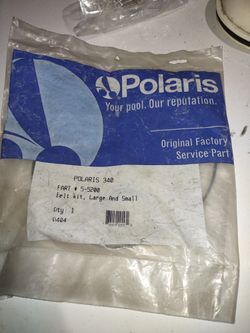 Polaris
Your pool. Our reputation.
Original Factory
Service Part
POLARIS 340
PART # 5-5200
Belt kit, Large And Small
Qty 1
0404